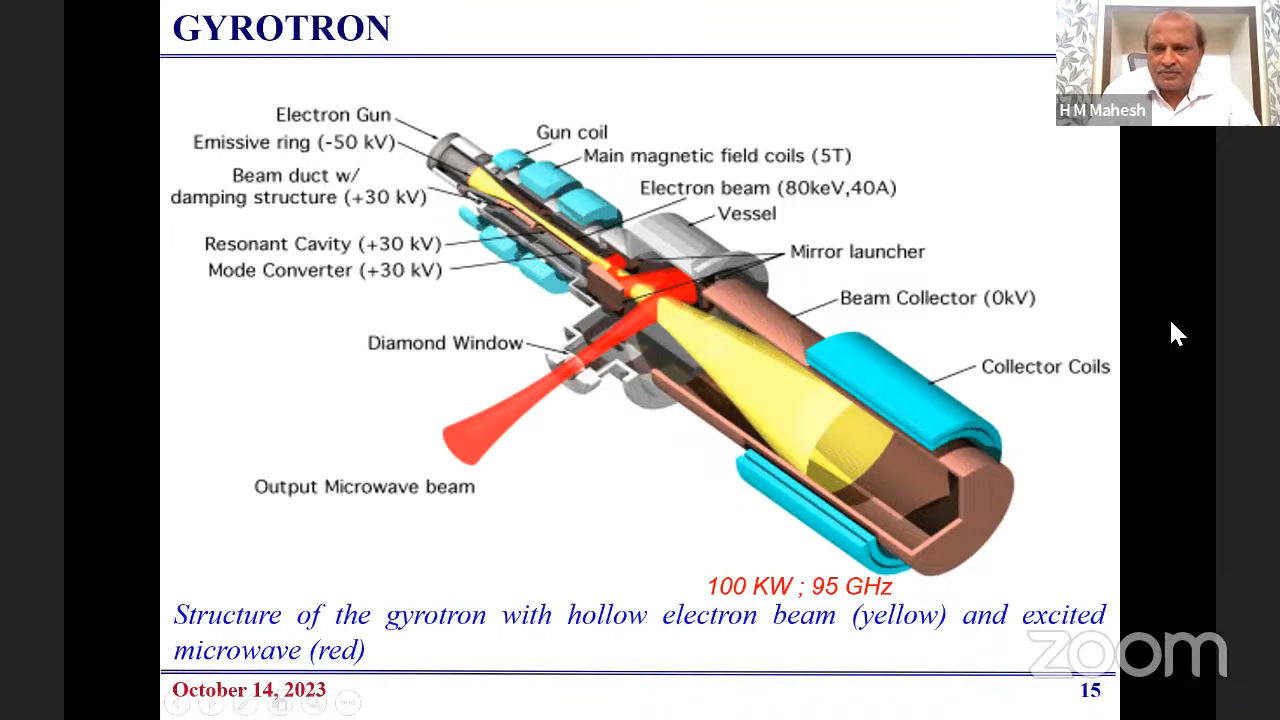 GYROTRON
H M Mahesh
Electron Gun
Gun coil
Emissive ring (-50 kV)
Main magnetic field coils (5T)
Beam duct w/
damping structure (+30 kV)
Electron beam (80keV,40A)
Vessel
Resonant Cavity (+30 kV)
Mirror launcher
Mode Converter (+30 kV)
Beam Collector (0kV)
Diamond Window
Collector Coils
Output Microwave beam
100 KW ; 95 GHz
Structure of the gyrotron with hollow electron beam (yellow) and excited
microwave (red)
zoom
October 14, 2023
15